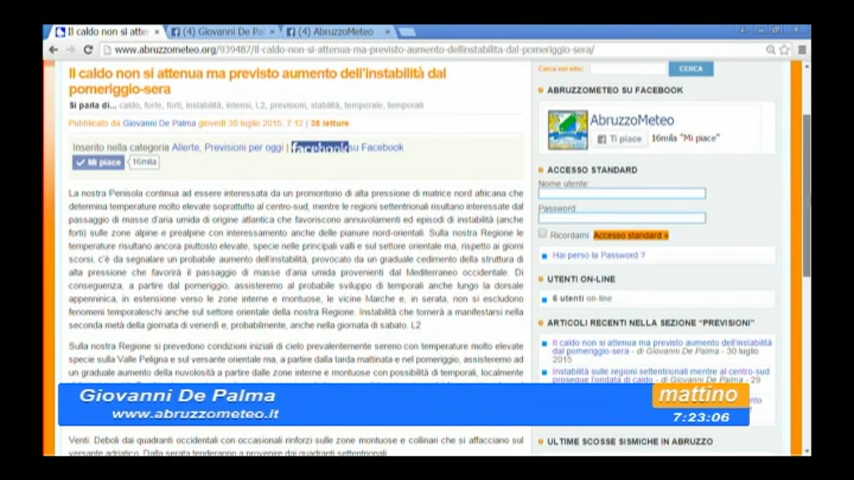 Il caldo non si atte
(4) Giovanni De Pal
(4) AbruzzoMeteo
www.abruzzometeo.org/939487/il-caldo-non-si-attenua-ma-previsto-aumento-dellinstabilita-dal-pomeriggio-sera/
Il caldo non si attenua ma previsto aumento dell'instabilità dal
pomeriggio-sera
Si parla di... caldo, forte, forti, instabilità, intensi, L2, previsioni, stabilità, temporale, temporali
Pubblicato da Giovanni De Palma giovedì 30 luglio 2015, 7:12 | 38 letture
Inserito nella categoria Allerte, Previsioni per oggi | facebook su Facebook
Mi piace 16mila
La nostra Penisola continua ad essere interessata da un promontorio di alta pressione di matrice nord africana che
determina temperature molto elevate soprattutto al centro-sud, mentre le regioni settentrionali risultano interessate dal
passaggio di masse d'aria umida di origine atlantica che favoriscono annuvolamenti ed episodi di instabilità (anche
forti) sulle zone alpine e prealpine con interessamento anche delle pianure nord-orientali. Sulla nostra Regione le
temperature risultano ancora piuttosto elevate, specie nelle principali valli e sul settore orientale ma, rispetto ai giorni
scorsi, c'è da segnalare un probabile aumento dell'instabilità, provocato da un graduale cedimento della struttura di
alta pressione che favorirà il passaggio di masse d'aria umida provenienti dal Mediterraneo occidentale. Di
conseguenza, a partire dal pomeriggio, assisteremo al probabile sviluppo di temporali anche lungo la dorsale
appenninica, in estensione verso le zone interne e montuose, le vicine Marche e, in serata, non si escludono
fenomeni temporaleschi anche sul settore orientale della nostra Regione. Instabilità che tornerà a manifestarsi nella
seconda metà della giornata di venerdì e, probabilmente, anche nella giornata di sabato. L2
Sulla nostra Regione si prevedono condizioni iniziali di cielo prevalentemente sereno con temperature molto elevate
specie sulla Valle Peligna e sul versante orientale ma, a partire dalla tarda mattinata e nel pomeriggio, assisteremo ad
un graduale aumento della nuvolosità a partire dalle zone interne e montuose con possibilità di temporali, localmente
Venti: Deboli dai quadranti occidentali con occasionali rinforzi sulle zone montuose e collinari che si affacciano sul
versante adriatico. Dalla serata tenderanno a provenire dai quadranti settentrionali.
Cerca nel sito:
CERCA
ABRUZZOMETEO SU FACEBOOK
AbruzzoMeteo
Ti piace 16mila "Mi piace"
ACCESSO STANDARD
Nome utente:
Password:
Ricordami Accesso standard »
Hai perso la Password ?
UTENTI ON-LINE
6 utenti on-line
ARTICOLI RECENTI NELLA SEZIONE "PREVISIONI"
Il caldo non si attenua ma previsto aumento dell'instabilità
dal pomeriggio-sera - di Giovanni De Palma - 30 luglio
2015
Instabilità sulle regioni settentrionali mentre al centro-sud
prosegue l'ondata di caldo - di Giovanni De Palma - 29
ULTIME SCOSSE SISMICHE IN ABRUZZO
Giovanni De Palma
www.abruzzometeo.it
mattino
7:23:06